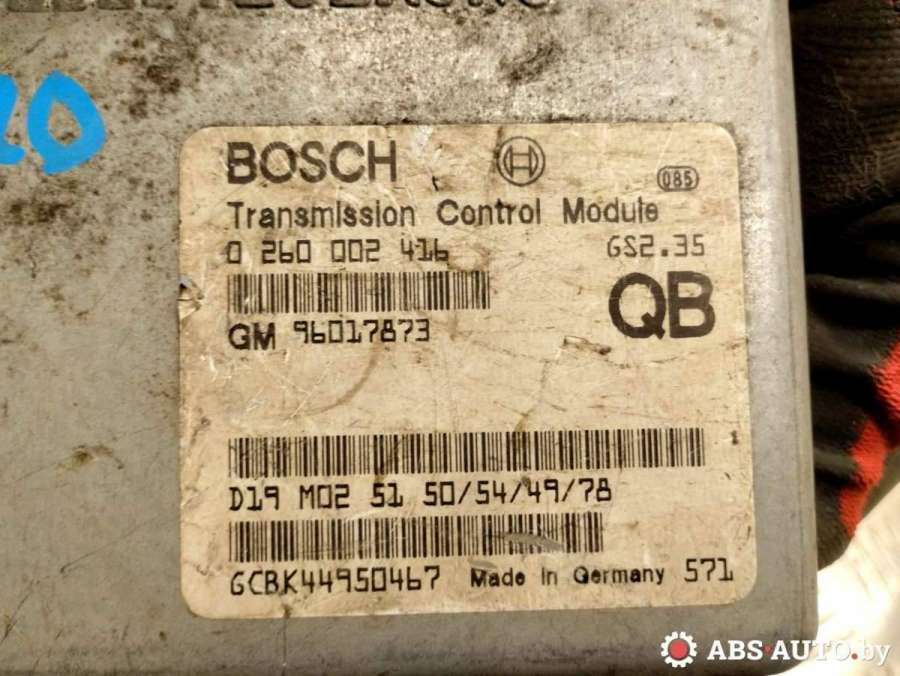 20
BOSCH
085
Transmission Control Module
0 260 002 416 GS2.35
QB
GM 96017873
D19 M02 51 50/54/49/78
GCBK44950467 Made in Germany 571
ABS-AUTO.by